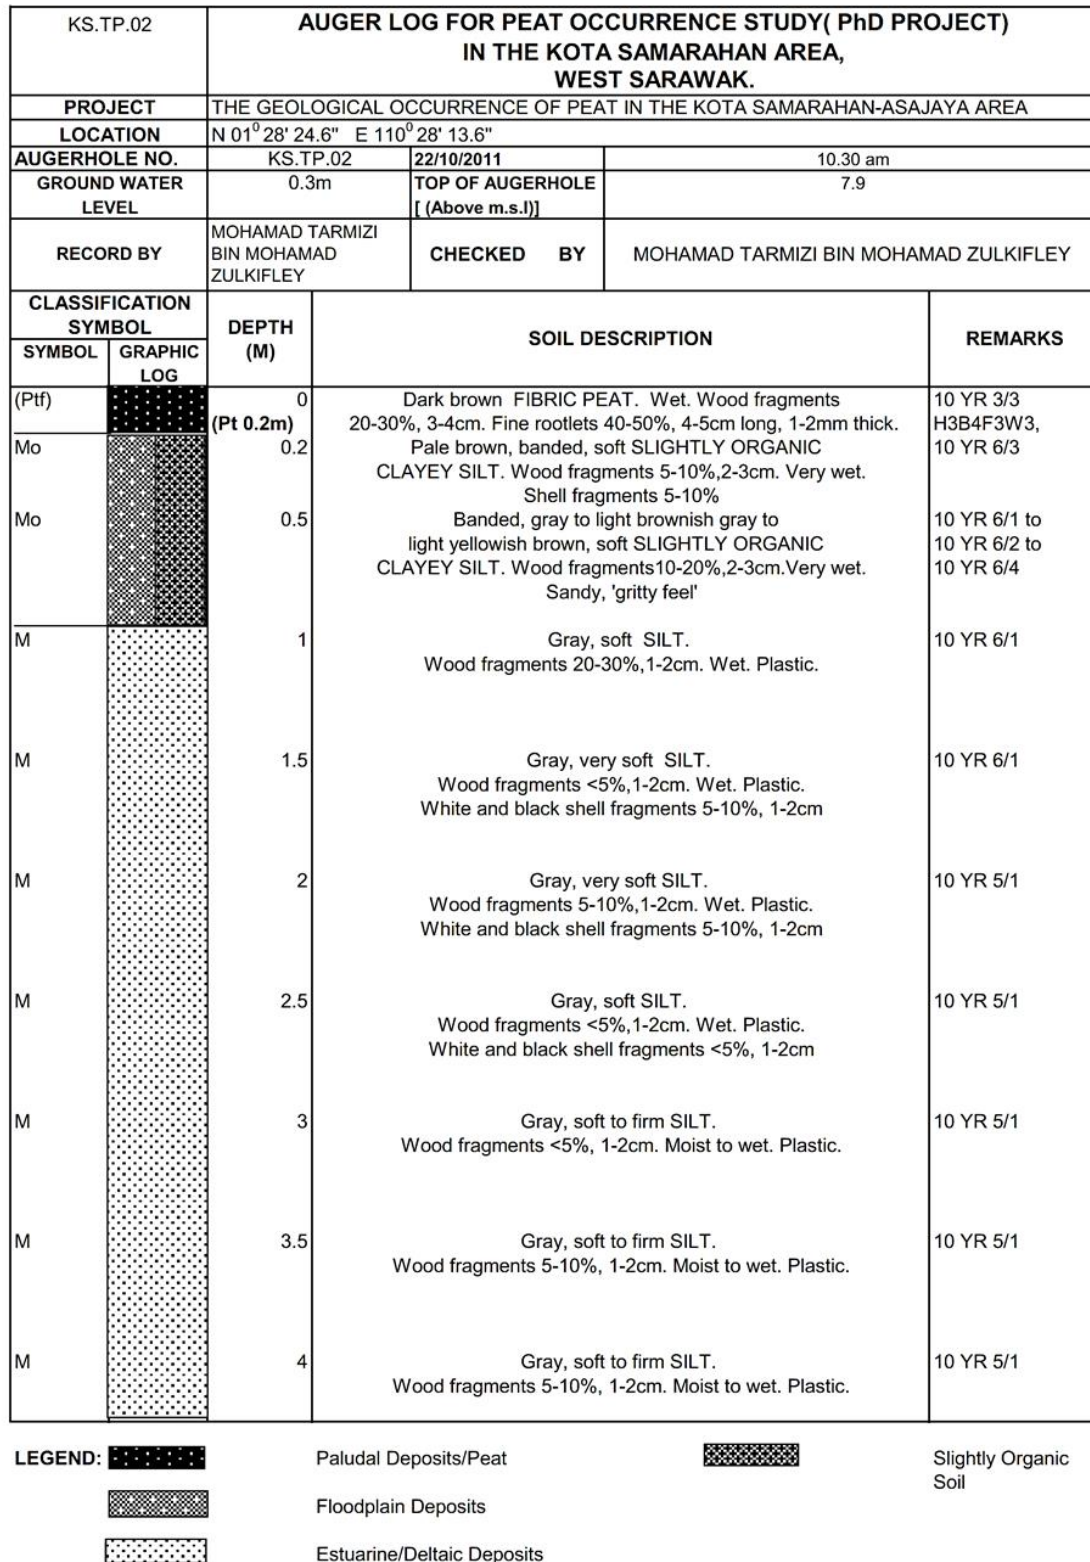 KS.TP.02
AUGER LOG FOR PEAT OCCURRENCE STUDY( PhD PROJECT)
IN THE KOTA SAMARAHAN AREA,
WEST SARAWAK.
PROJECT THE GEOLOGICAL OCCURRENCE OF PEAT IN THE KOTA SAMARAHAN-ASAJAYA AREA
LOCATION N 01⁰ 28' 24.6" E 110⁰ 28' 13.6"
AUGERHOLE NO. KS.TP.02 22/10/2011 10.30 am
GROUND WATER LEVEL 0.3m TOP OF AUGERHOLE [ (Above m.s.l)] 7.9
RECORD BY MOHAMAD TARMIZI BIN MOHAMAD ZULKIFLEY CHECKED BY MOHAMAD TARMIZI BIN MOHAMAD ZULKIFLEY
CLASSIFICATION SYMBOL
SYMBOL GRAPHIC LOG DEPTH (M) SOIL DESCRIPTION REMARKS
(Ptf) 0 Dark brown FIBRIC PEAT. Wet. Wood fragments 10 YR 3/3
(Pt 0.2m) 20-30%, 3-4cm. Fine rootlets 40-50%, 4-5cm long, 1-2mm thick. H3B4F3W3,
Mo 0.2 Pale brown, banded, soft SLIGHTLY ORGANIC 10 YR 6/3
CLAYEY SILT. Wood fragments 5-10%,2-3cm. Very wet.
Shell fragments 5-10%
Mo 0.5 Banded, gray to light brownish gray to 10 YR 6/1 to
light yellowish brown, soft SLIGHTLY ORGANIC 10 YR 6/2 to
CLAYEY SILT. Wood fragments10-20%,2-3cm.Very wet. 10 YR 6/4
Sandy, 'gritty feel'
M 1 Gray, soft SILT. 10 YR 6/1
Wood fragments 20-30%,1-2cm. Wet. Plastic.
M 1.5 Gray, very soft SILT. 10 YR 6/1
Wood fragments <5%,1-2cm. Wet. Plastic.
White and black shell fragments 5-10%, 1-2cm
M 2 Gray, very soft SILT. 10 YR 5/1
Wood fragments 5-10%,1-2cm. Wet. Plastic.
White and black shell fragments 5-10%, 1-2cm
M 2.5 Gray, soft SILT. 10 YR 5/1
Wood fragments <5%,1-2cm. Wet. Plastic.
White and black shell fragments <5%, 1-2cm
M 3 Gray, soft to firm SILT. 10 YR 5/1
Wood fragments <5%, 1-2cm. Moist to wet. Plastic.
M 3.5 Gray, soft to firm SILT. 10 YR 5/1
Wood fragments 5-10%, 1-2cm. Moist to wet. Plastic.
M 4 Gray, soft to firm SILT. 10 YR 5/1
Wood fragments 5-10%, 1-2cm. Moist to wet. Plastic.
LEGEND: Paludal Deposits/Peat Slightly Organic Soil
Floodplain Deposits
Estuarine/Deltaic Deposits